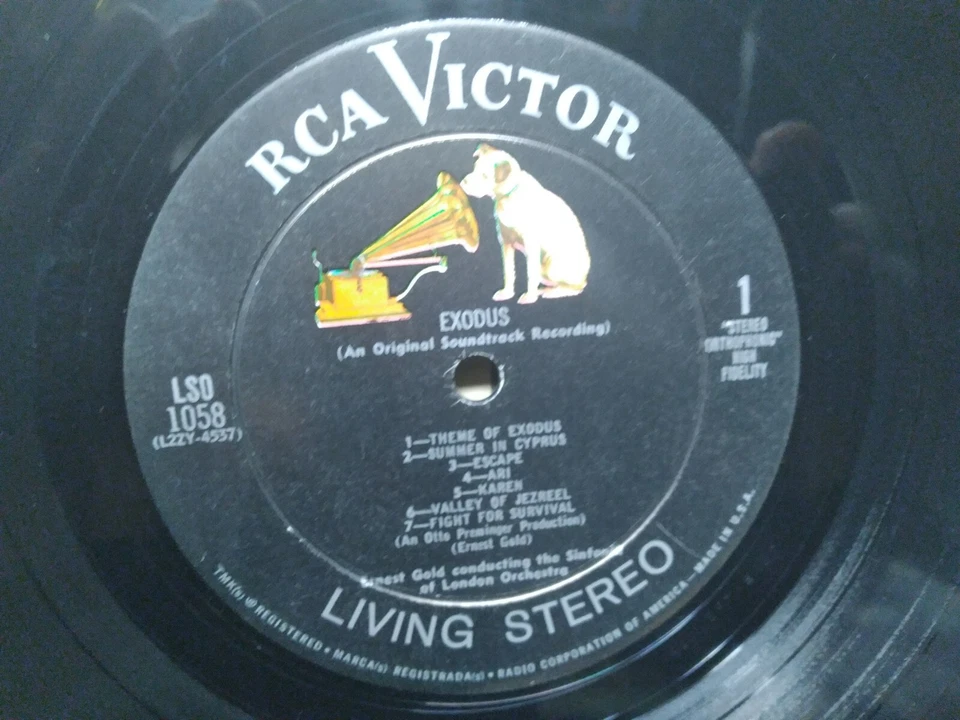 RCA VICTOR
EXODUS
(An Original Soundtrack Recording)
1
"STEREO
ORTHOPHONIC"
HIGH
FIDELITY
LSO
1058
(L2ZY-4537)
1—THEME OF EXODUS
2—SUMMER IN CYPRUS
3—ESCAPE
4—ARI
5—KAREN
6—VALLEY OF JEZREEL
7—FIGHT FOR SURVIVAL
(An Otto Preminger Production)
(Ernest Gold)
Ernest Gold conducting the Sinfonia
of London Orchestra
LIVING STEREO
TMK(s) ® REGISTERED • MARCA(s) REGISTRADA(s) • RADIO CORPORATION OF AMERICA—MADE IN U.S.A.